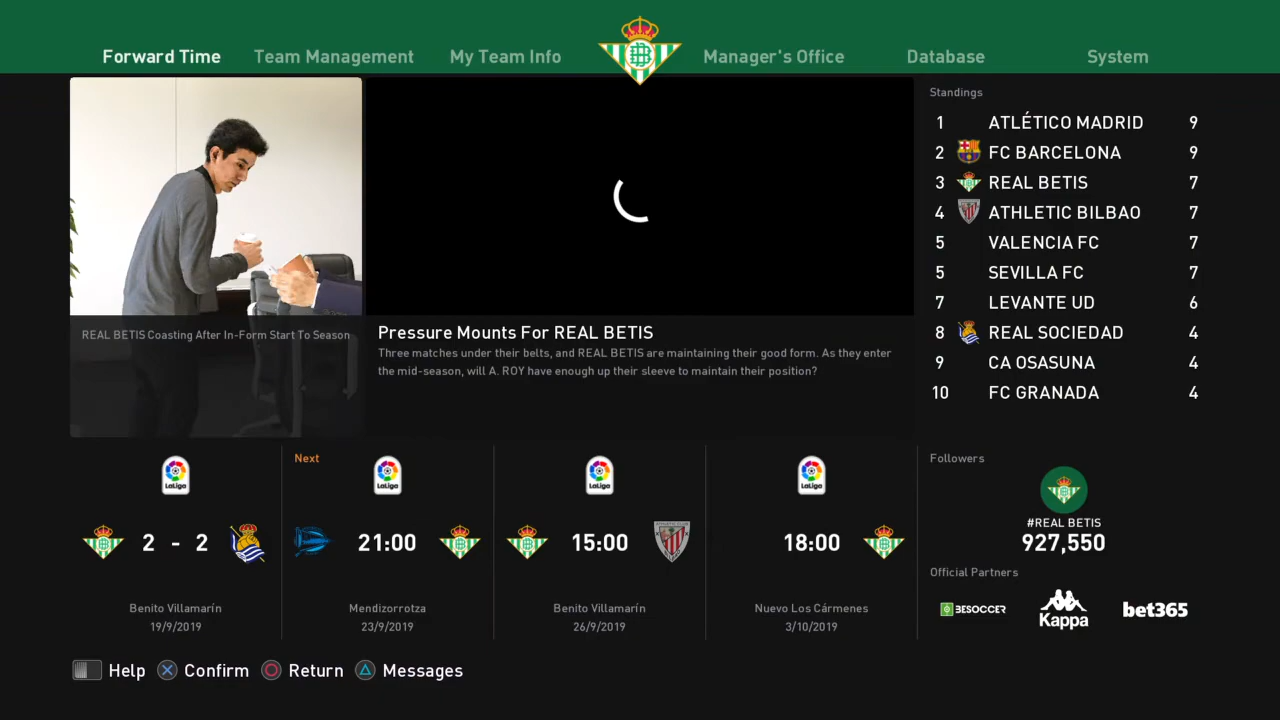 Forward Time
Team Management
My Team Info
Manager's Office
Database
System
REAL BETIS Coasting After In-Form Start To Season
Pressure Mounts For REAL BETIS
Three matches under their belts, and REAL BETIS are maintaining their good form. As they enter
the mid-season, will A. ROY have enough up their sleeve to maintain their position?
Standings
1 ATLÉTICO MADRID 9
2 FC BARCELONA 9
3 REAL BETIS 7
4 ATHLETIC BILBAO 7
5 VALENCIA FC 7
5 SEVILLA FC 7
7 LEVANTE UD 6
8 REAL SOCIEDAD 4
9 CA OSASUNA 4
10 FC GRANADA 4
LaLiga
2 - 2
Benito Villamarín
19/9/2019
Next
LaLiga
21:00
Mendizorrotza
23/9/2019
LaLiga
15:00
Benito Villamarín
26/9/2019
LaLiga
18:00
Nuevo Los Cármenes
3/10/2019
Followers
#REAL BETIS
927,550
Official Partners
BESOCCER
Kappa
bet365
Help
Confirm
Return
Messages